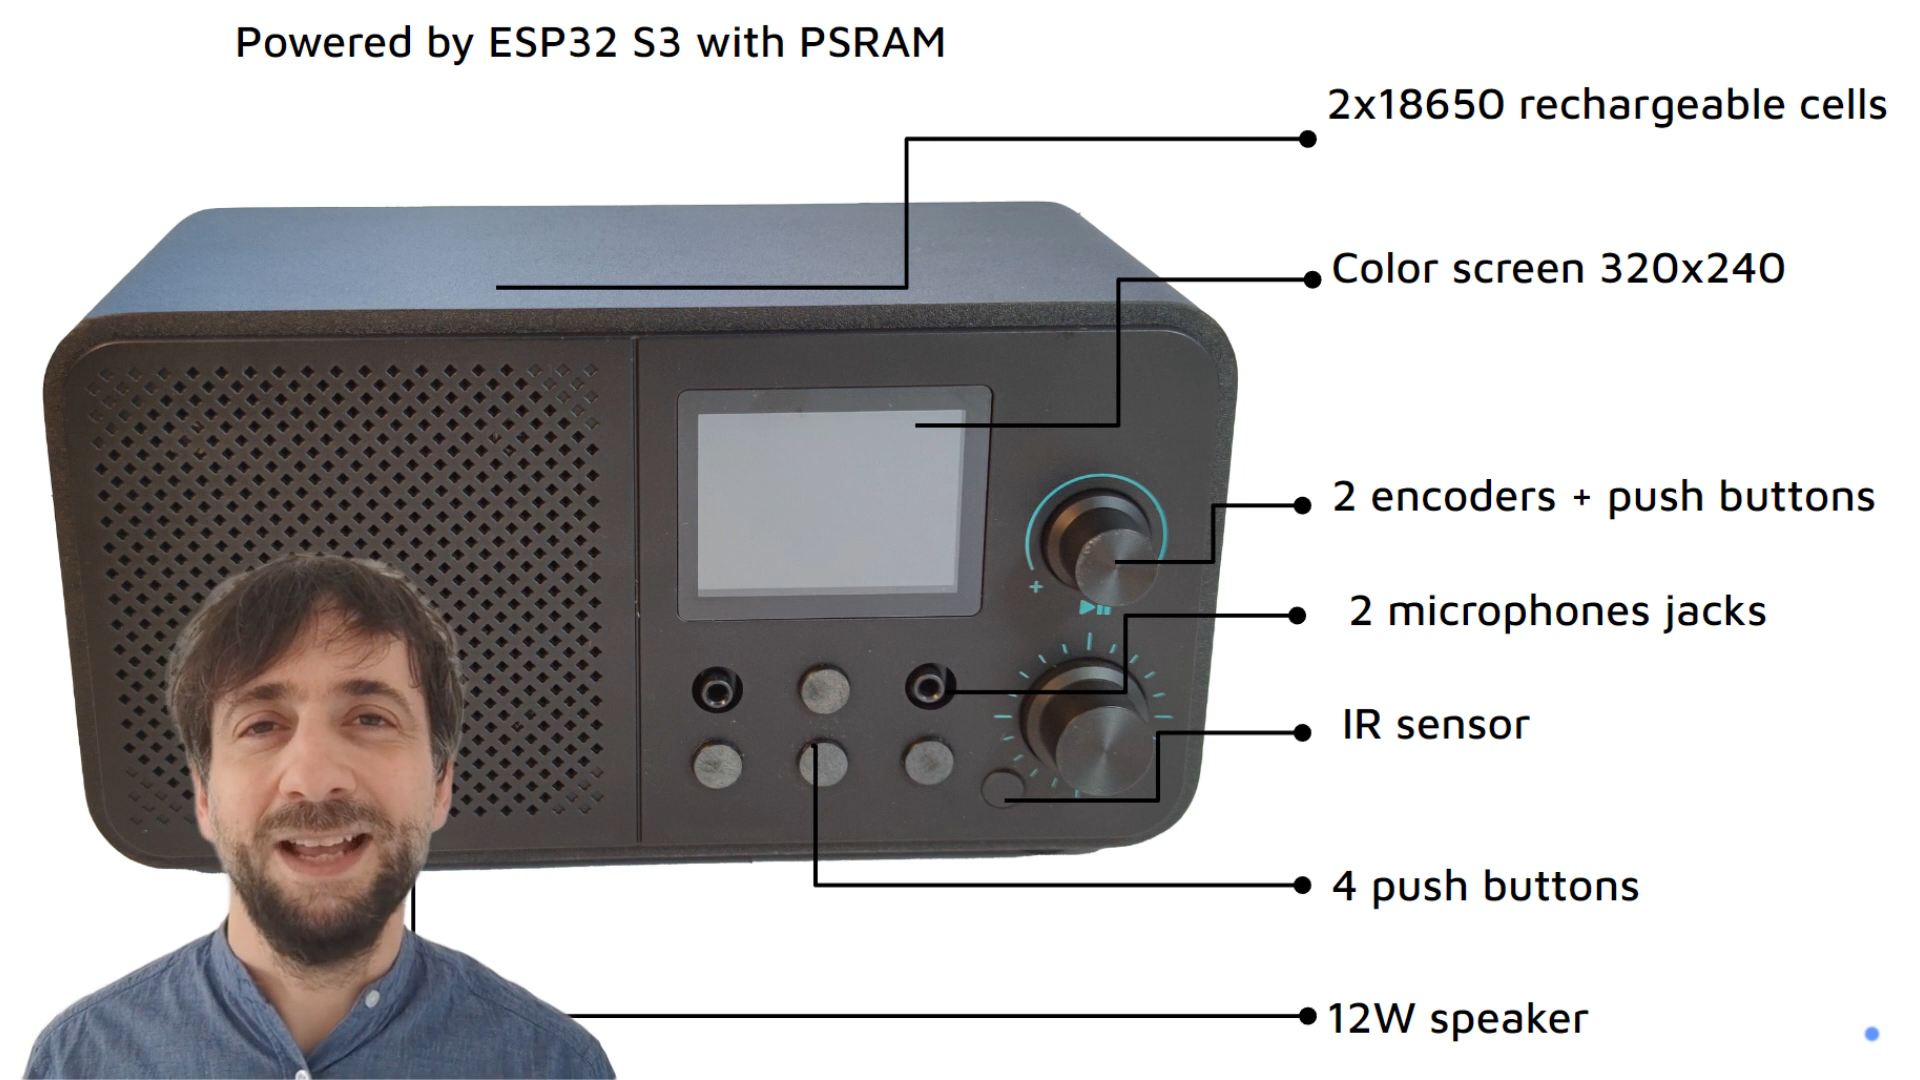 Powered by ESP32 S3 with PSRAM
2x18650 rechargeable cells
Color screen 320x240
2 encoders + push buttons
2 microphones jacks
IR sensor
4 push buttons
12W speaker